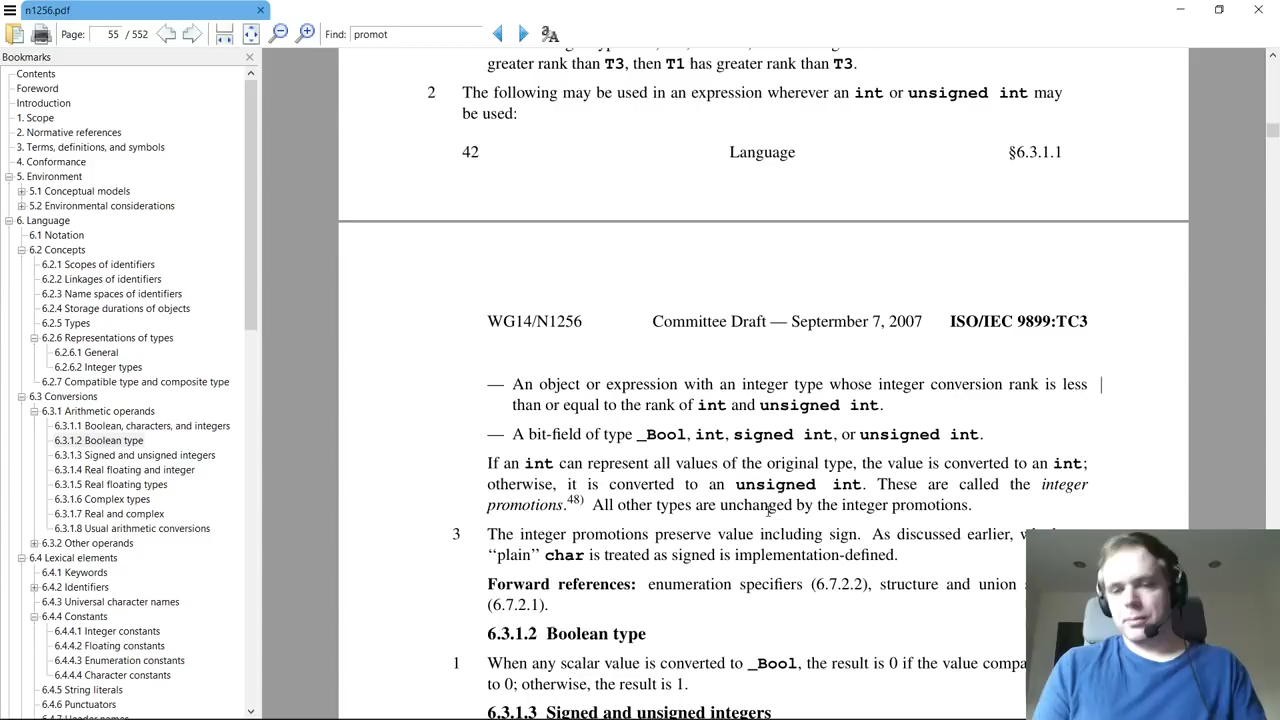 n1256.pdf
Page: 55 / 552 Find: promot
Bookmarks
Contents
Foreword
Introduction
1. Scope
2. Normative references
3. Terms, definitions, and symbols
4. Conformance
5. Environment
5.1 Conceptual models
5.2 Environmental considerations
6. Language
6.1 Notation
6.2 Concepts
6.2.1 Scopes of identifiers
6.2.2 Linkages of identifiers
6.2.3 Name spaces of identifiers
6.2.4 Storage durations of objects
6.2.5 Types
6.2.6 Representations of types
6.2.6.1 General
6.2.6.2 Integer types
6.2.7 Compatible type and composite type
6.3 Conversions
6.3.1 Arithmetic operands
6.3.1.1 Boolean, characters, and integers
6.3.1.2 Boolean type
6.3.1.3 Signed and unsigned integers
6.3.1.4 Real floating and integer
6.3.1.5 Real floating types
6.3.1.6 Complex types
6.3.1.7 Real and complex
6.3.1.8 Usual arithmetic conversions
6.3.2 Other operands
6.4 Lexical elements
6.4.1 Keywords
6.4.2 Identifiers
6.4.3 Universal character names
6.4.4 Constants
6.4.4.1 Integer constants
6.4.4.2 Floating constants
6.4.4.3 Enumeration constants
6.4.4.4 Character constants
6.4.5 String literals
6.4.6 Punctuators
6.4.7 Header names
greater rank than T3, then T1 has greater rank than T3.
2 The following may be used in an expression wherever an int or unsigned int may
be used:
42 Language §6.3.1.1
WG14/N1256 Committee Draft — Septermber 7, 2007 ISO/IEC 9899:TC3
— An object or expression with an integer type whose integer conversion rank is less
than or equal to the rank of int and unsigned int.
— A bit-field of type _Bool, int, signed int, or unsigned int.
If an int can represent all values of the original type, the value is converted to an int;
otherwise, it is converted to an unsigned int. These are called the integer
promotions.48) All other types are unchanged by the integer promotions.
3 The integer promotions preserve value including sign. As discussed earlier,
‘‘plain’’ char is treated as signed is implementation-defined.
Forward references: enumeration specifiers (6.7.2.2), structure and union
(6.7.2.1).
6.3.1.2 Boolean type
1 When any scalar value is converted to _Bool, the result is 0 if the value
to 0; otherwise, the result is 1.
6.3.1.3 Signed and unsigned integers